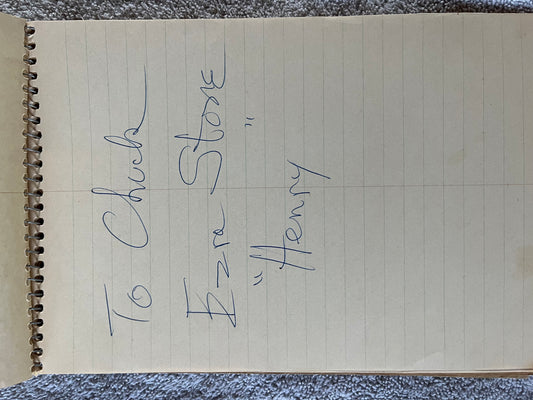 To Chuck
Ezra Stone
"Henry"